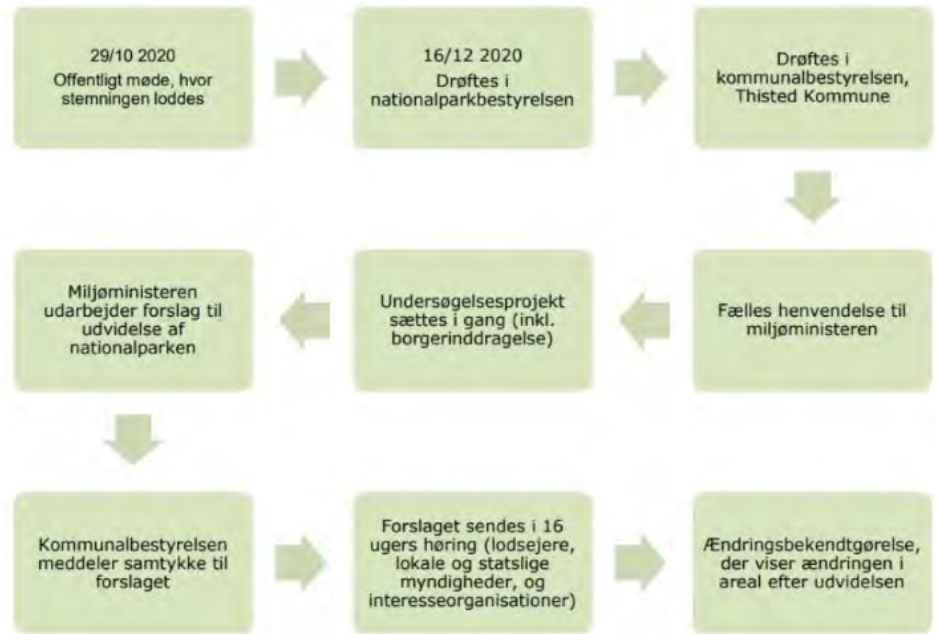 29/10 2020
Offentligt møde, hvor
stemningen loddes
16/12 2020
Drøftes i
nationalparkbestyrelsen
Drøftes i
kommunalbestyrelsen,
Thisted Kommune
Fælles henvendelse til
miljøministeren
Undersøgelsesprojekt
sættes i gang (inkl.
borgerinddragelse)
Miljøministeren
udarbejder forslag til
udvidelse af
nationalparken
Kommunalbestyrelsen
meddeler samtykke til
forslaget
Forslaget sendes i 16
ugers høring (lodsejere,
lokale og statslige
myndigheder, og
interesseorganisationer)
Ændringsbekendtgørelse,
der viser ændringen i
areal efter udvidelsen